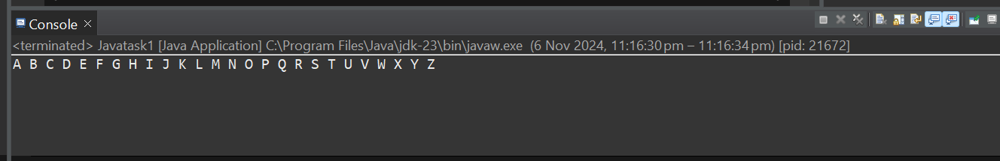 Console
<terminated> Javatask1 [Java Application] C:\Program Files\Java\jdk-23\bin\javaw.exe (6 Nov 2024, 11:16:30 pm – 11:16:34 pm) [pid: 21672]
A B C D E F G H I J K L M N O P Q R S T U V W X Y Z